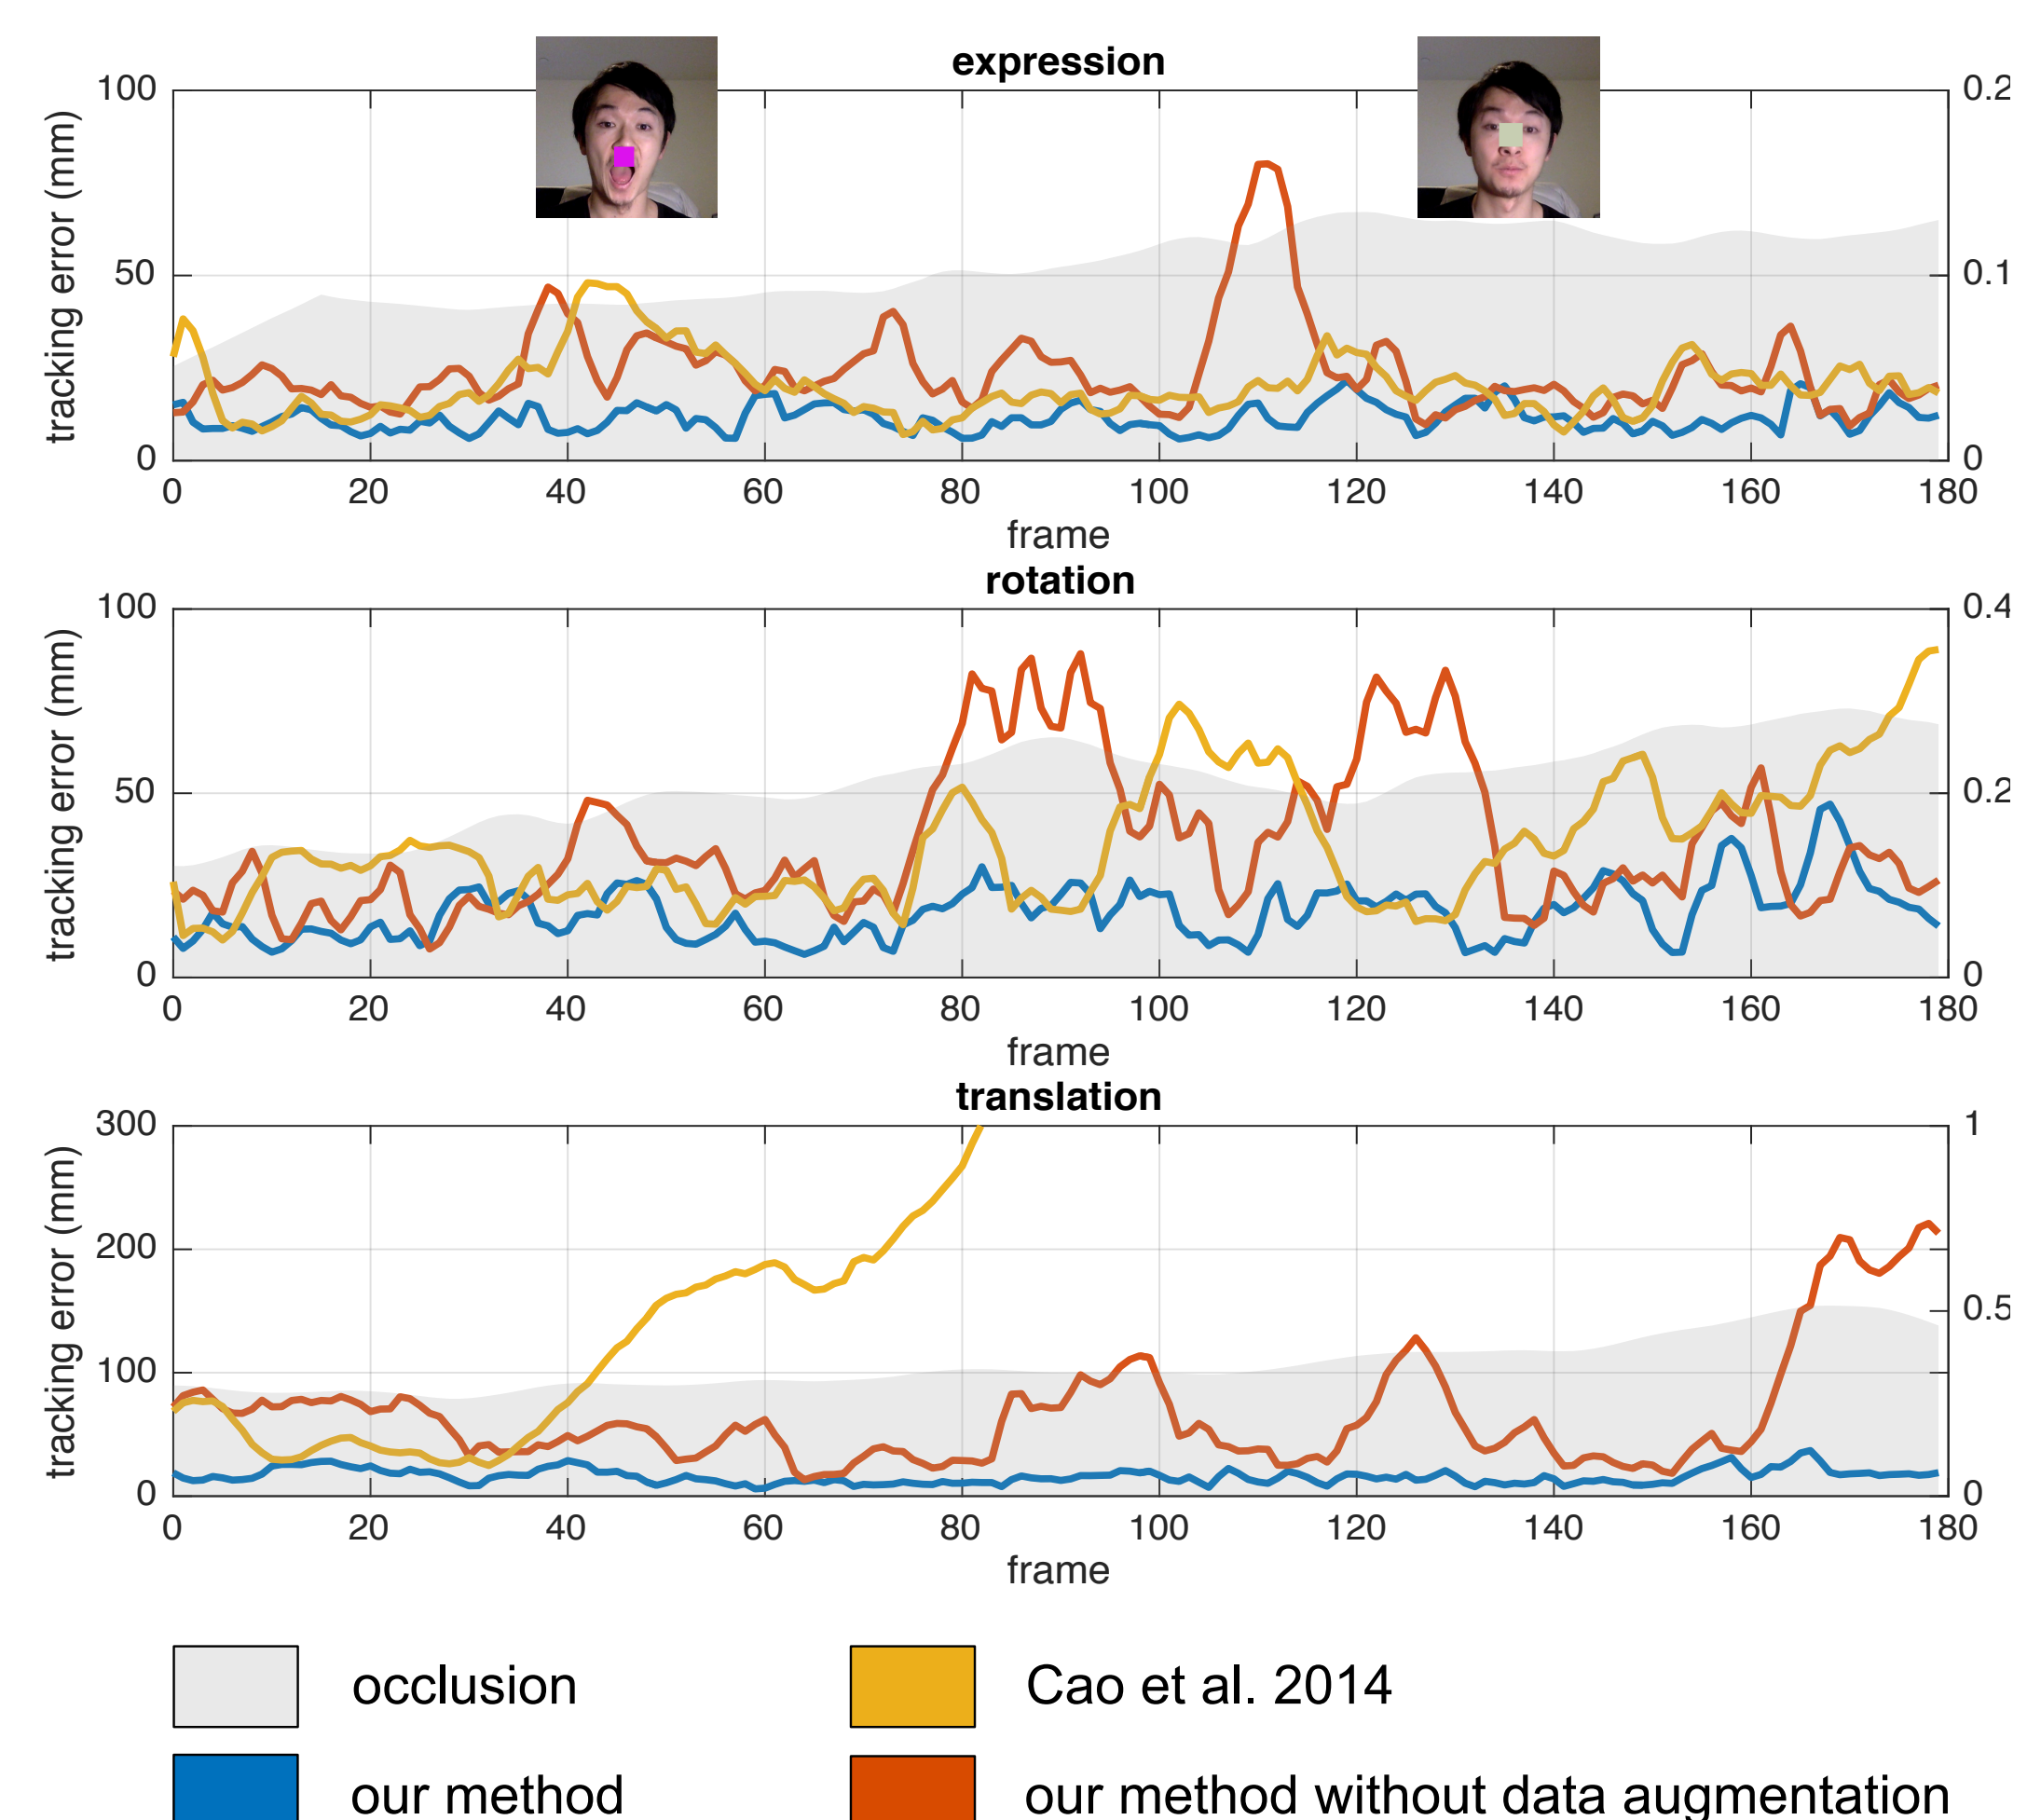 expression
100
50
0
0.2
0.1
0
tracking error (mm)
0 20 40 60 80 100 120 140 160 180
frame
rotation
100
50
0
0.4
0.2
0
tracking error (mm)
0 20 40 60 80 100 120 140 160 180
frame
translation
300
200
100
0
1
0.5
0
tracking error (mm)
0 20 40 60 80 100 120 140 160 180
frame
occlusion
Cao et al. 2014
our method
our method without data augmentation